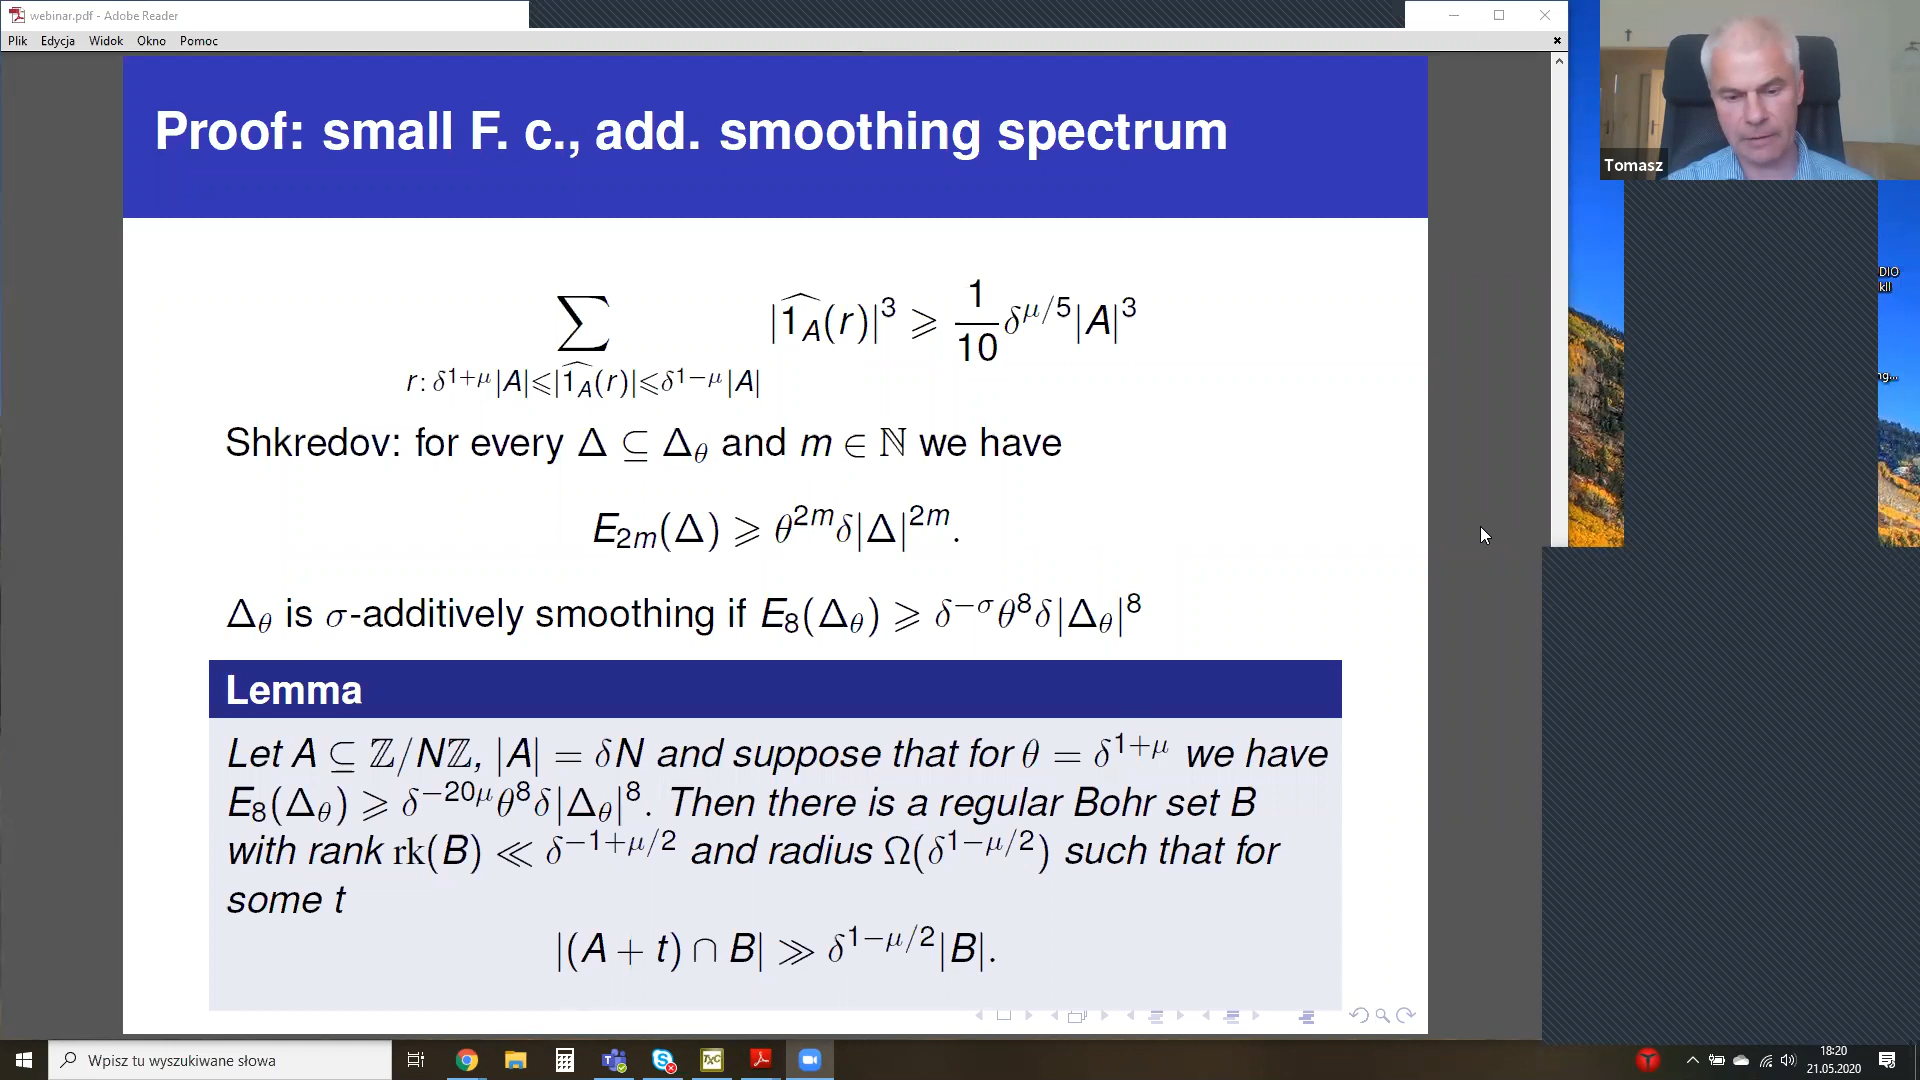 webinar.pdf - Adobe Reader
Plik Edycja Widok Okno Pomoc
Proof: small F. c., add. smoothing spectrum
∑_{r: δ^{1+μ}|A|⩽|\widehat{1_A}(r)|⩽δ^{1−μ}|A|} |\widehat{1_A}(r)|^3 ⩾ \frac{1}{10} δ^{μ/5}|A|^3
Shkredov: for every Δ ⊆ Δ_θ and m ∈ ℕ we have
E_{2m}(Δ) ⩾ θ^{2m}δ|Δ|^{2m}.
Δ_θ is σ-additively smoothing if E_8(Δ_θ) ⩾ δ^{−σ}θ^8δ|Δ_θ|^8
Lemma
Let A ⊆ ℤ/Nℤ, |A| = δN and suppose that for θ = δ^{1+μ} we have
E_8(Δ_θ) ⩾ δ^{−20μ}θ^8δ|Δ_θ|^8. Then there is a regular Bohr set B
with rank rk(B) ≪ δ^{−1+μ/2} and radius Ω(δ^{1−μ/2}) such that for
some t
|(A + t) ∩ B| ≫ δ^{1−μ/2}|B|.
Tomasz
DIO
kll
ng...
Wpisz tu wyszukiwane słowa
18:20
21.05.2020